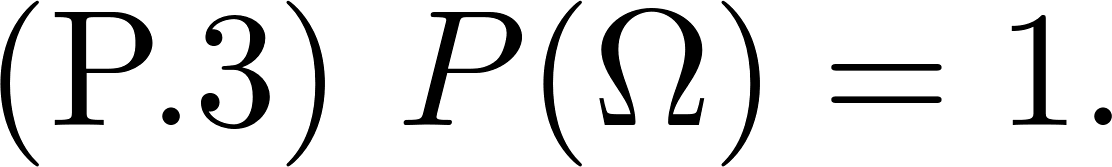 (P.3) P(Ω) = 1.